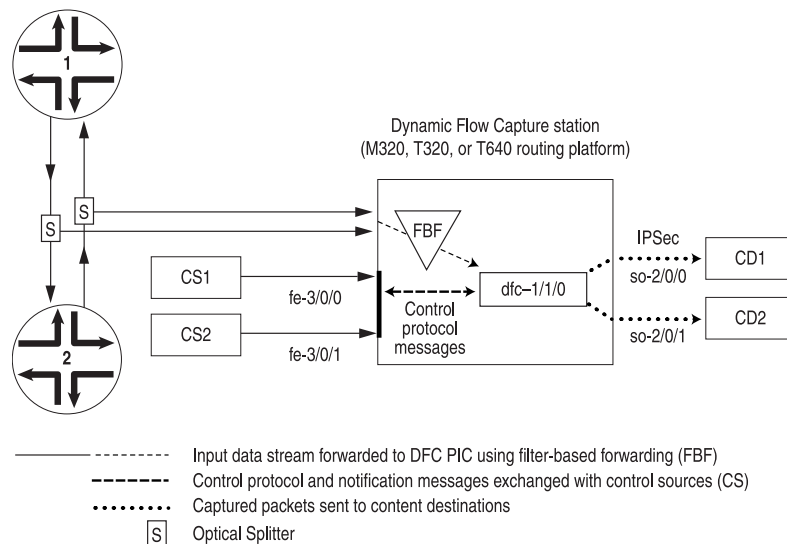 1
Dynamic Flow Capture station
(M320, T320, or T640 routing platform)
S
S
FBF
IPSec
CS1
CD1
fe-3/0/0
dfc–1/1/0
so-2/0/0
CS2
Control
protocol
messages
CD2
fe-3/0/1
so-2/0/1
2
Input data stream forwarded to DFC PIC using filter-based forwarding (FBF)
Control protocol and notification messages exchanged with control sources (CS)
Captured packets sent to content destinations
S Optical Splitter